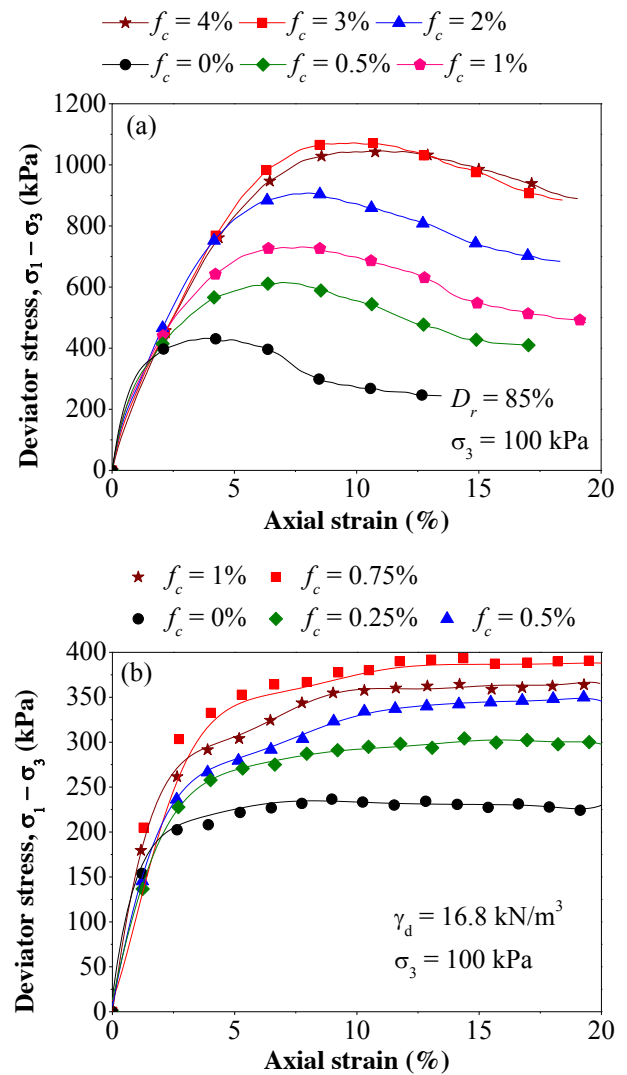 f_c = 4% f_c = 3% f_c = 2%
f_c = 0% f_c = 0.5% f_c = 1%
(a)
Deviator stress, σ₁ – σ₃ (kPa)
1200
1000
800
600
400
200
0
D_r = 85%
σ₃ = 100 kPa
0 5 10 15 20
Axial strain (%)
f_c = 1% f_c = 0.75%
f_c = 0% f_c = 0.25% f_c = 0.5%
(b)
Deviator stress, σ₁ – σ₃ (kPa)
400
350
300
250
200
150
100
50
0
γ_d = 16.8 kN/m³
σ₃ = 100 kPa
0 5 10 15 20
Axial strain (%)